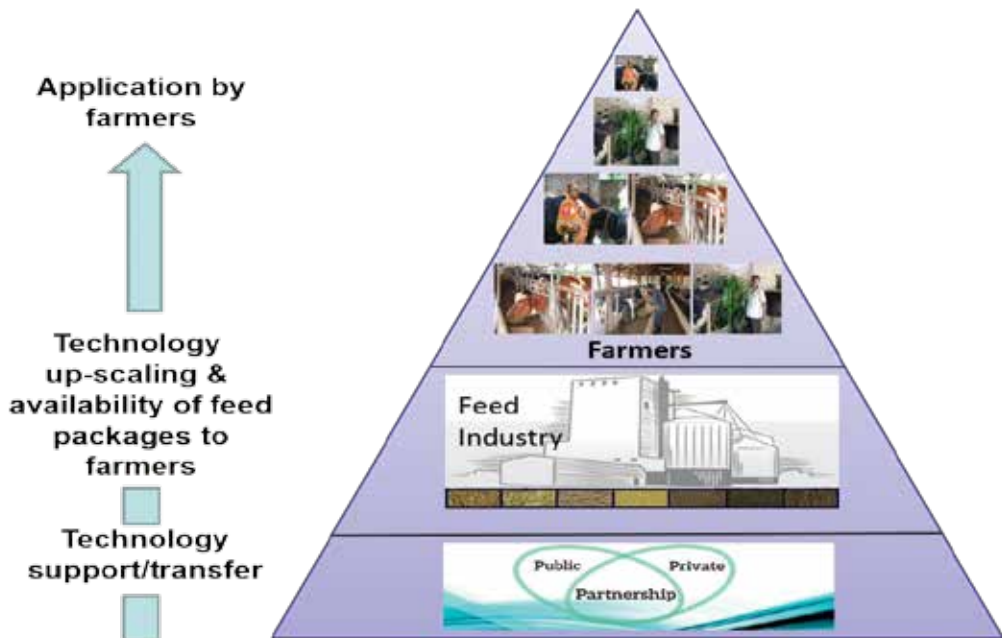 Application by
farmers
Technology
up-scaling &
availability of feed
packages to
farmers
Technology
support/transfer
Farmers
Feed
Industry
Public
Private
Partnership